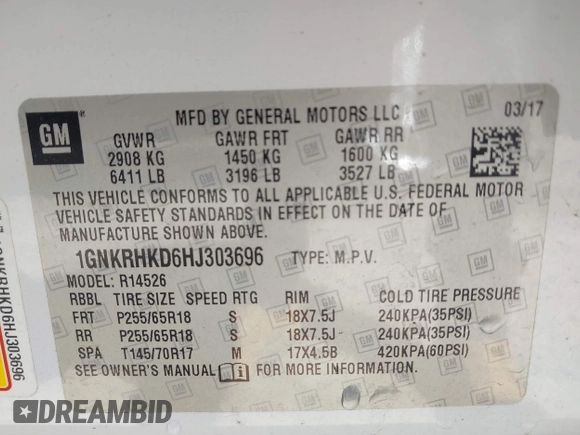 GM
MFD BY GENERAL MOTORS LLC
03/17
GVWR GAWR FRT GAWR RR
2908 KG 1450 KG 1600 KG
6411 LB 3196 LB 3527 LB
THIS VEHICLE CONFORMS TO ALL APPLICABLE U.S. FEDERAL MOTOR
VEHICLE SAFETY STANDARDS IN EFFECT ON THE DATE OF
MANUFACTURE SHOWN ABOVE.
1GNKRHKD6HJ303696 TYPE: M.P.V.
MODEL: R14526
RBBL TIRE SIZE SPEED RTG RIM COLD TIRE PRESSURE
FRT P255/65R18 S 18X7.5J 240KPA(35PSI)
RR P255/65R18 S 18X7.5J 240KPA(35PSI)
SPA T145/70R17 M 17X4.5B 420KPA(60PSI)
SEE OWNER'S MANUAL FOR MORE INFORMATION.
1GNKRHKD6HJ303696
DREAMBID